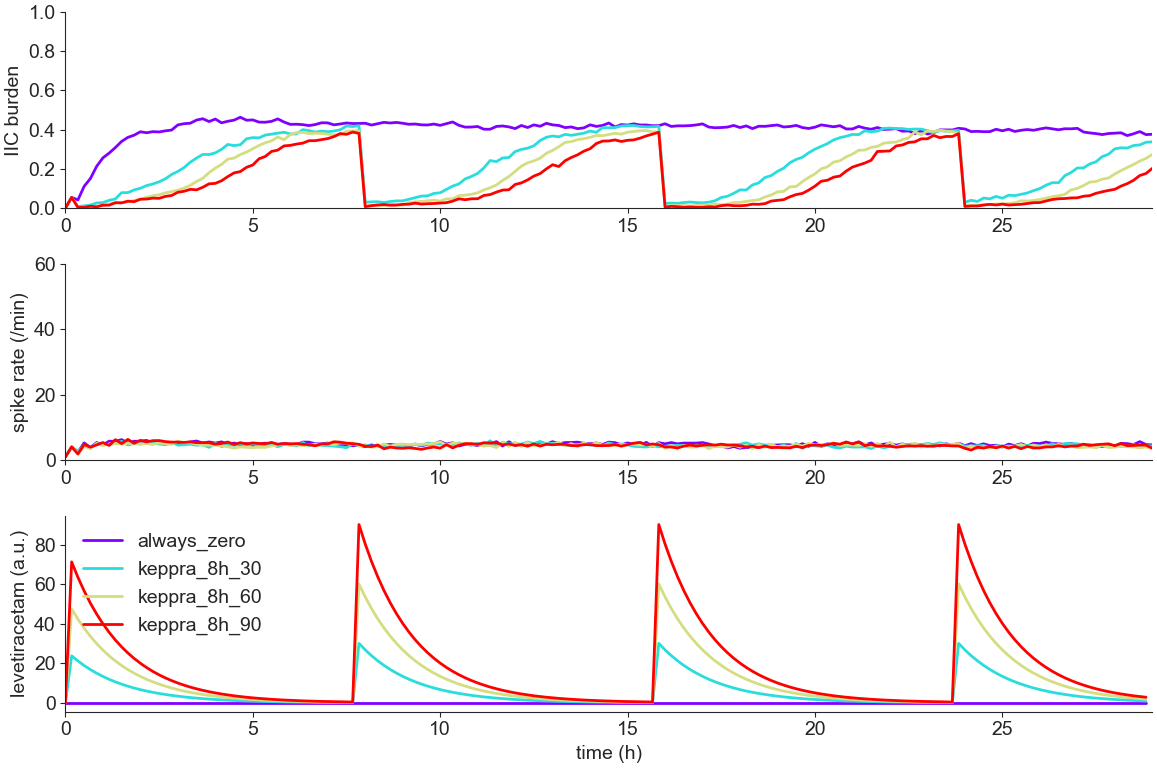 IIC burden
1.0
0.8
0.6
0.4
0.2
0.0
0 5 10 15 20 25
spike rate (/min)
60
40
20
0
0 5 10 15 20 25
levetiracetam (a.u.)
80
60
40
20
0
always_zero
keppra_8h_30
keppra_8h_60
keppra_8h_90
0 5 10 15 20 25
time (h)